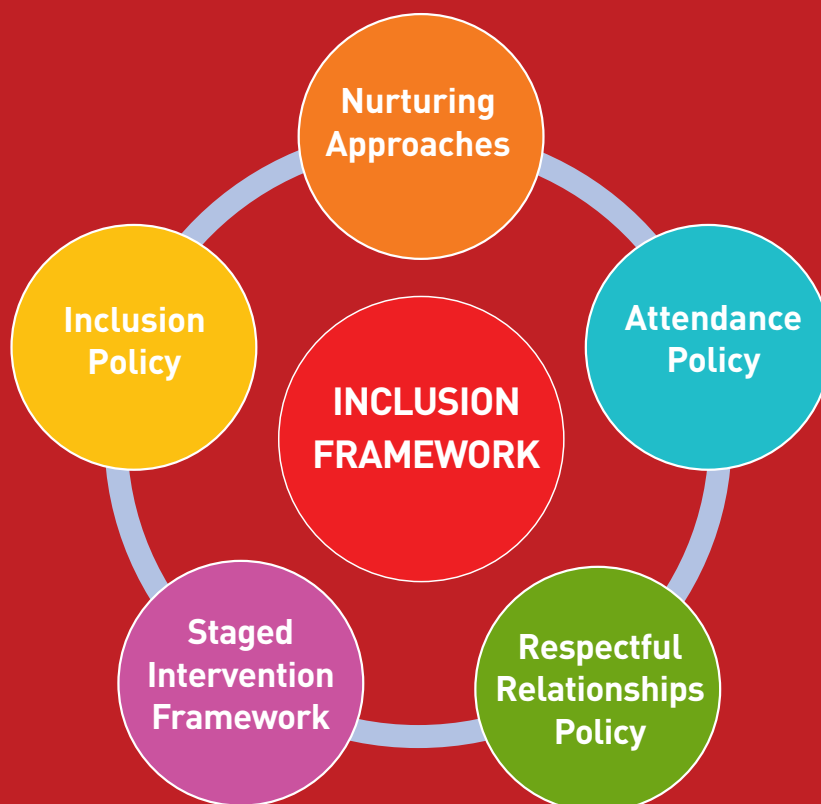 Nurturing
Approaches
Inclusion
Policy
Attendance
Policy
INCLUSION
FRAMEWORK
Staged
Intervention
Framework
Respectful
Relationships
Policy